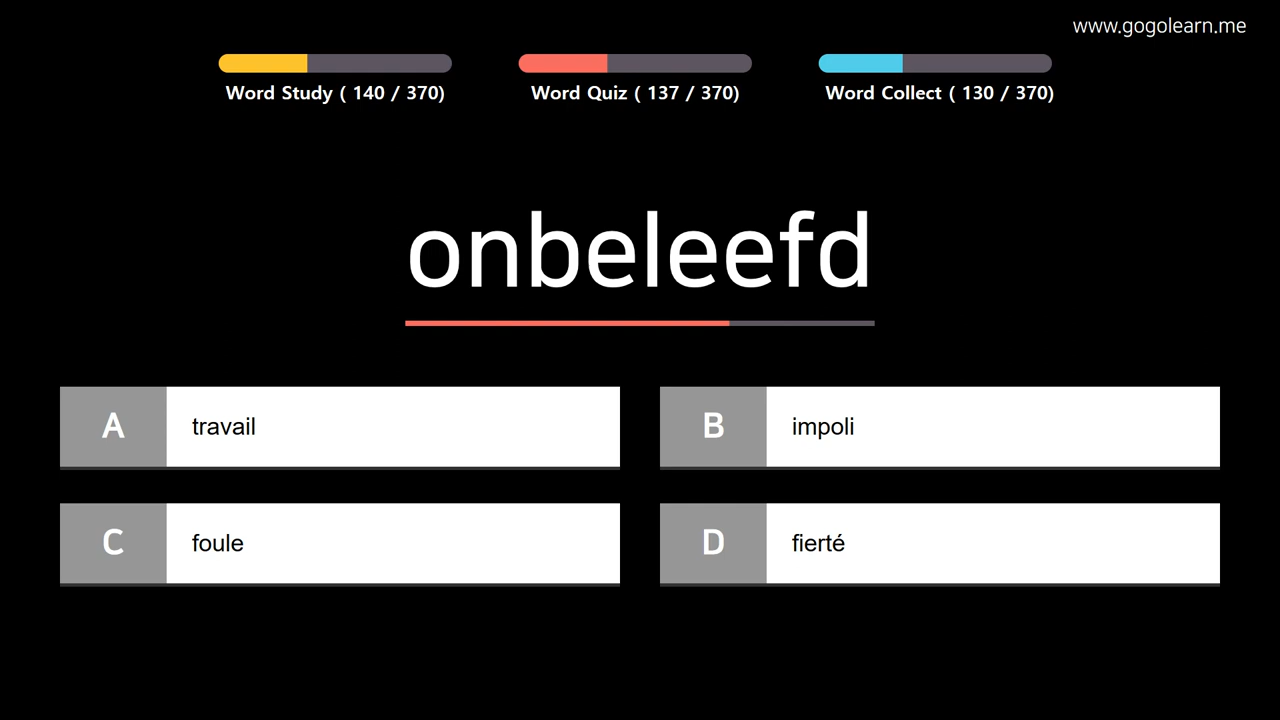 www.gogolearn.me
Word Study ( 140 / 370)
Word Quiz ( 137 / 370)
Word Collect ( 130 / 370)
onbeleefd
A travail
B impoli
C foule
D fierté